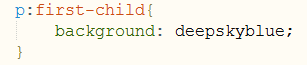 p:first-child{
    background: deepskyblue;
}